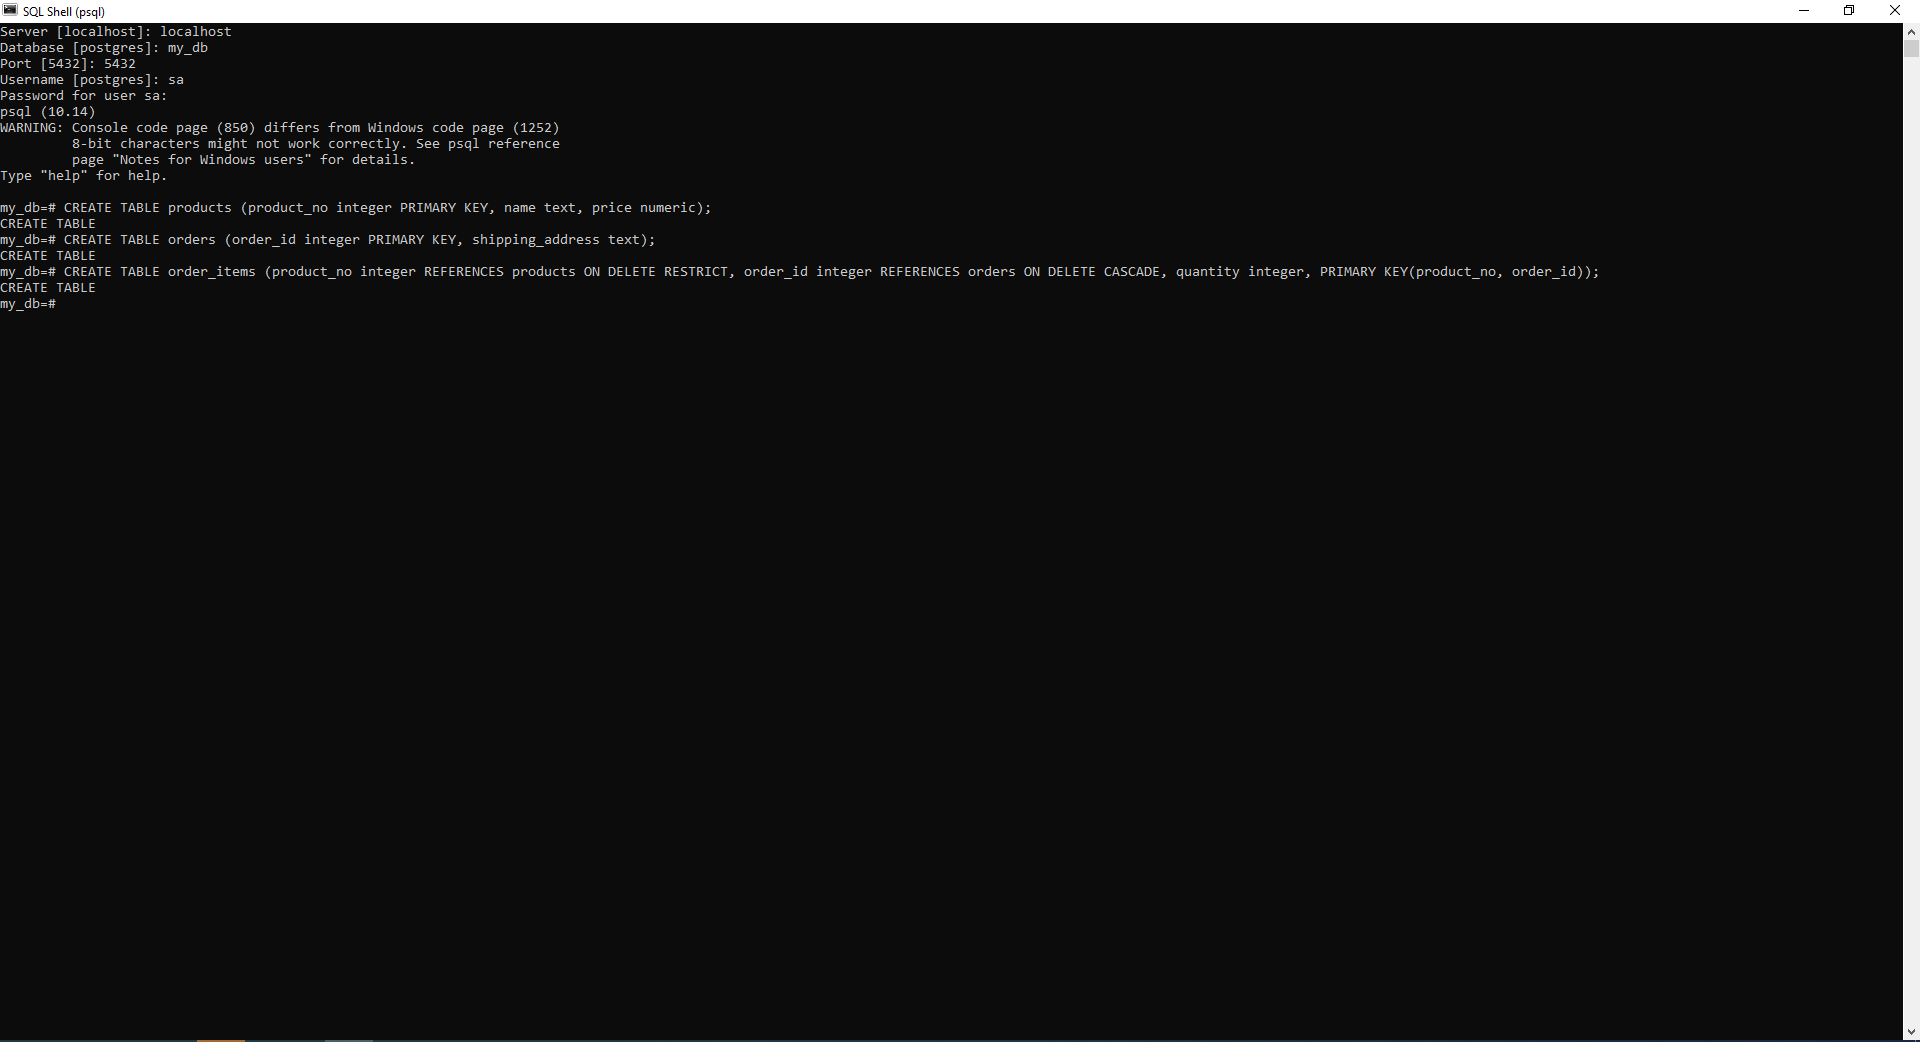 SQL Shell (psql)
Server [localhost]: localhost
Database [postgres]: my_db
Port [5432]: 5432
Username [postgres]: sa
Password for user sa:
psql (10.14)
WARNING: Console code page (850) differs from Windows code page (1252)
         8-bit characters might not work correctly. See psql reference
         page "Notes for Windows users" for details.
Type "help" for help.

my_db=# CREATE TABLE products (product_no integer PRIMARY KEY, name text, price numeric);
CREATE TABLE
my_db=# CREATE TABLE orders (order_id integer PRIMARY KEY, shipping_address text);
CREATE TABLE
my_db=# CREATE TABLE order_items (product_no integer REFERENCES products ON DELETE RESTRICT, order_id integer REFERENCES orders ON DELETE CASCADE, quantity integer, PRIMARY KEY(product_no, order_id));
CREATE TABLE
my_db=#